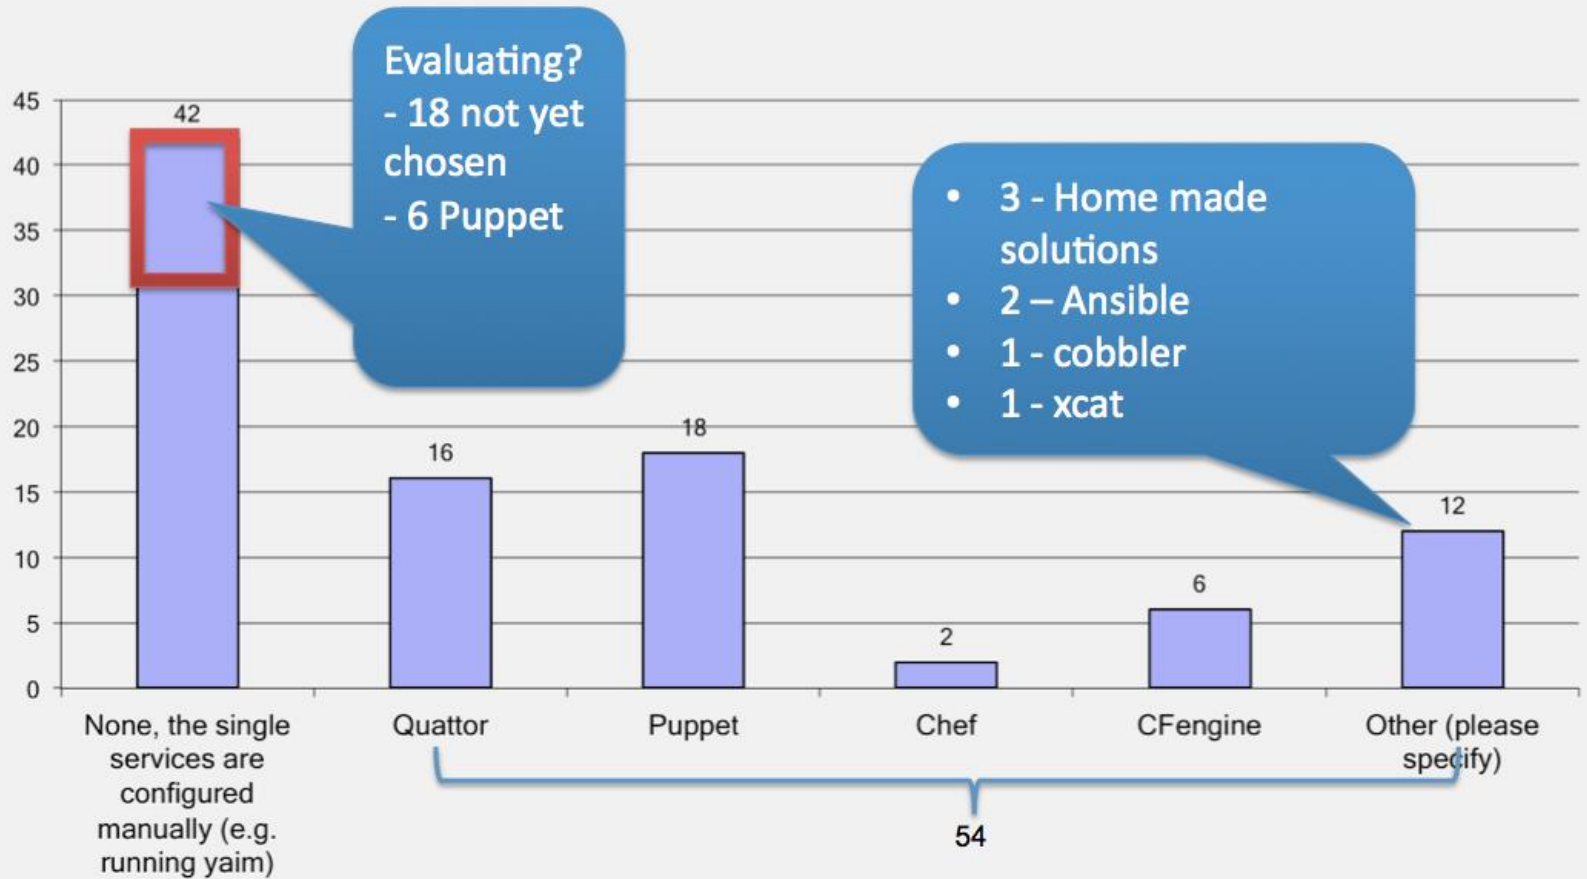 Evaluating?
- 18 not yet
chosen
- 6 Puppet
• 3 - Home made
solutions
• 2 – Ansible
• 1 - cobbler
• 1 - xcat
45
40
35
30
25
20
15
10
5
0
42
16
18
2
6
12
None, the single
services are
configured
manually (e.g.
running yaim)
Quattor
Puppet
Chef
CFengine
Other (please
specify)
54